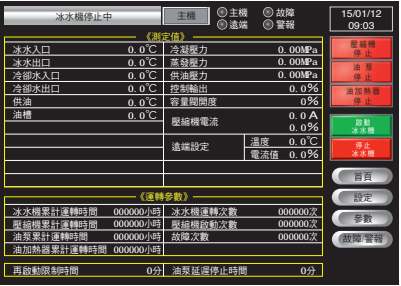 冰水機停止中 主機 主機 故障 15/01/12
遠端 警報 09:03
《測定值》
冰水入口 0.0℃ 冷凝壓力 0.00MPa
冰水出口 0.0℃ 蒸發壓力 0.00MPa
冷卻水入口 0.0℃ 供油壓力 0.00MPa
冷卻水出口 0.0℃ 控制輸出 0.0%
供油 0.0℃ 容量閥開度 0%
油槽 0.0℃ 壓縮機電流 0.0A
0.0%
遠端設定 溫度 0.0℃
電流值 0.0%
《運轉參數》
冰水機累計運轉時間 000000小時 冰水機運轉次數 000000次
壓縮機累計運轉時間 000000小時 壓縮機啟動次數 000000次
油泵累計運轉時間 000000小時 故障次數 000000次
油加熱器累計運轉時間 000000小時
再啟動限制時間 0分 油泵延遲停止時間 0分
壓縮機
停止
油泵
停止
油加熱器
停止
啟動
冰水機
停止
冰水機
首頁
設定
參數
故障/警報